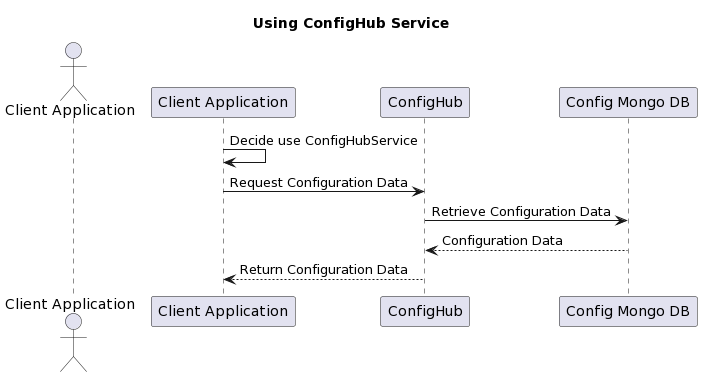 Using ConfigHub Service
Client Application
Client Application
ConfigHub
Config Mongo DB
Decide use ConfigHubService
Request Configuration Data
Retrieve Configuration Data
Configuration Data
Return Configuration Data
Client Application
Client Application
ConfigHub
Config Mongo DB